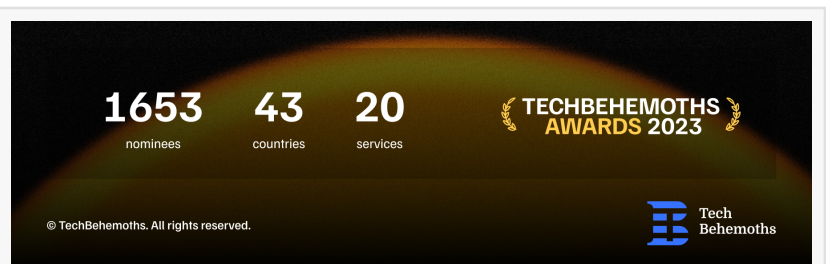 1653
nominees
43
countries
20
services
TECHBEHEMOTHS
AWARDS 2023
© TechBehemoths. All rights reserved.
Tech
Behemoths